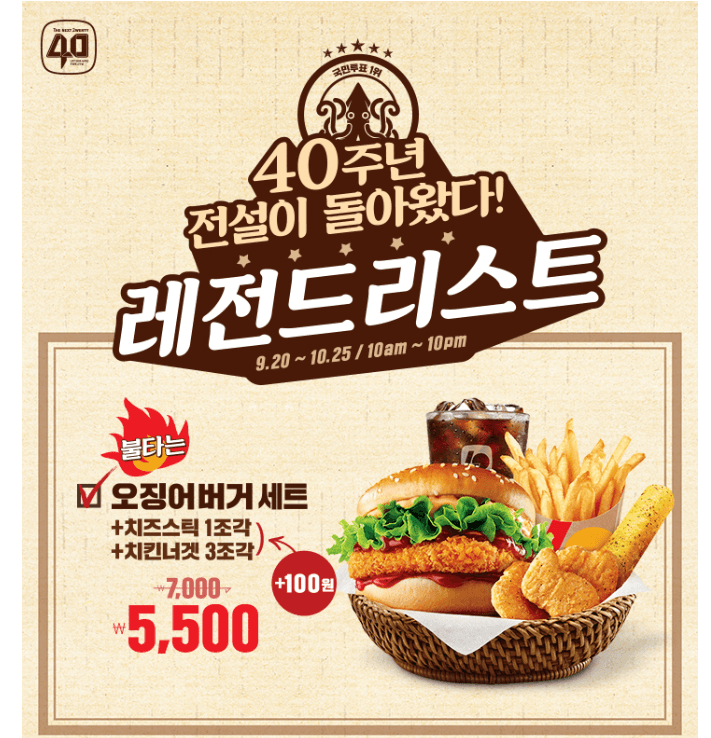 THE NEXT TWENTY
40
국민투표 1위
40주년
전설이 돌아왔다!
레전드리스트
9.20 ~ 10.25 / 10am ~ 10pm
불타는
오징어버거 세트
+치즈스틱 1조각
+치킨너겟 3조각
+100원
₩7,000
₩5,500